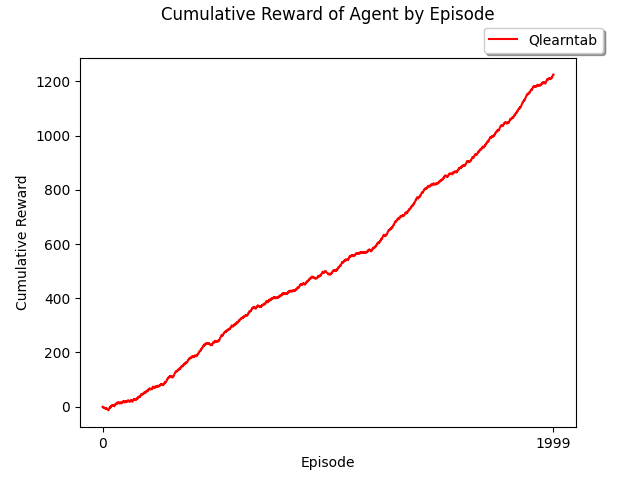 Cumulative Reward of Agent by Episode
Qlearntab
1200
1000
800
600
400
200
0
Cumulative Reward
0
1999
Episode